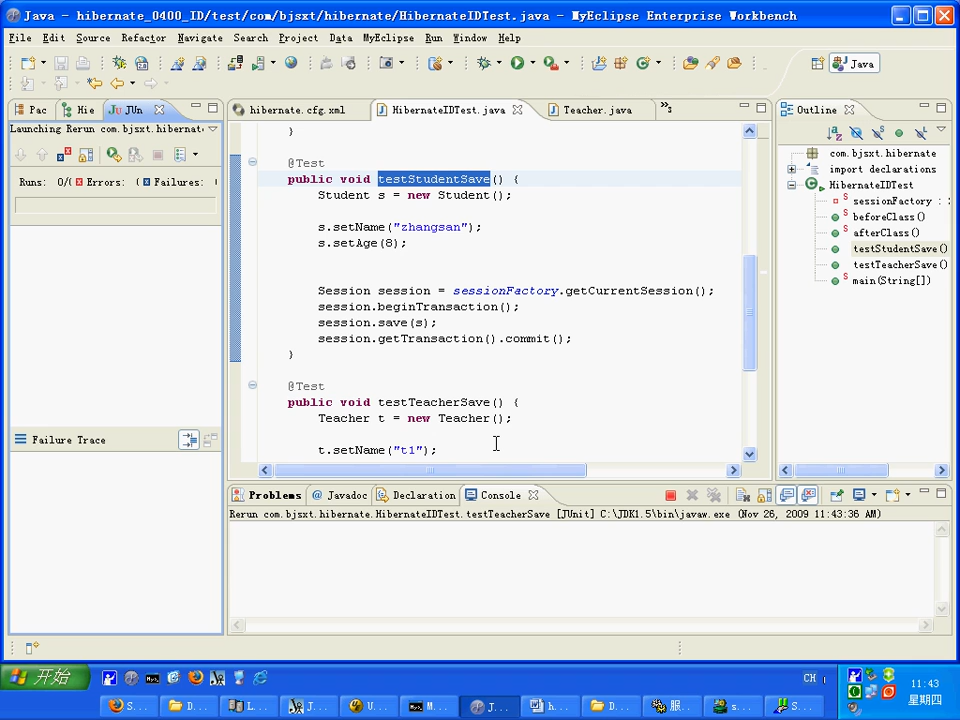 Java - hibernate_0400_ID/test/com/bjsxt/hibernate/HibernateIDTest.java - MyEclipse Enterprise Workbench
File Edit Source Refactor Navigate Search Project Data MyEclipse Run Window Help
Java
Pac Hie JUn
hibernate.cfg.xml HibernateIDTest.java Teacher.java »3
Outline
Launching Rerun com.bjsxt.hibernat
Runs: 0/( Errors: ( Failures:
Failure Trace
}
@Test
public void testStudentSave() {
Student s = new Student();
s.setName("zhangsan");
s.setAge(8);
Session session = sessionFactory.getCurrentSession();
session.beginTransaction();
session.save(s);
session.getTransaction().commit();
}
@Test
public void testTeacherSave() {
Teacher t = new Teacher();
t.setName("t1");
com.bjsxt.hibernate
import declarations
HibernateIDTest
sessionFactory :
beforeClass()
afterClass()
testStudentSave()
testTeacherSave()
main(String[])
Problems @ Javadoc Declaration Console
Rerun com.bjsxt.hibernate.HibernateIDTest.testTeacherSave [JUnit] C:\JDK1.5\bin\javaw.exe (Nov 26, 2009 11:43:36 AM)
开始
CH
S... D... L... J... U... M... J... h... D... 服... s... S...
11:43
星期四